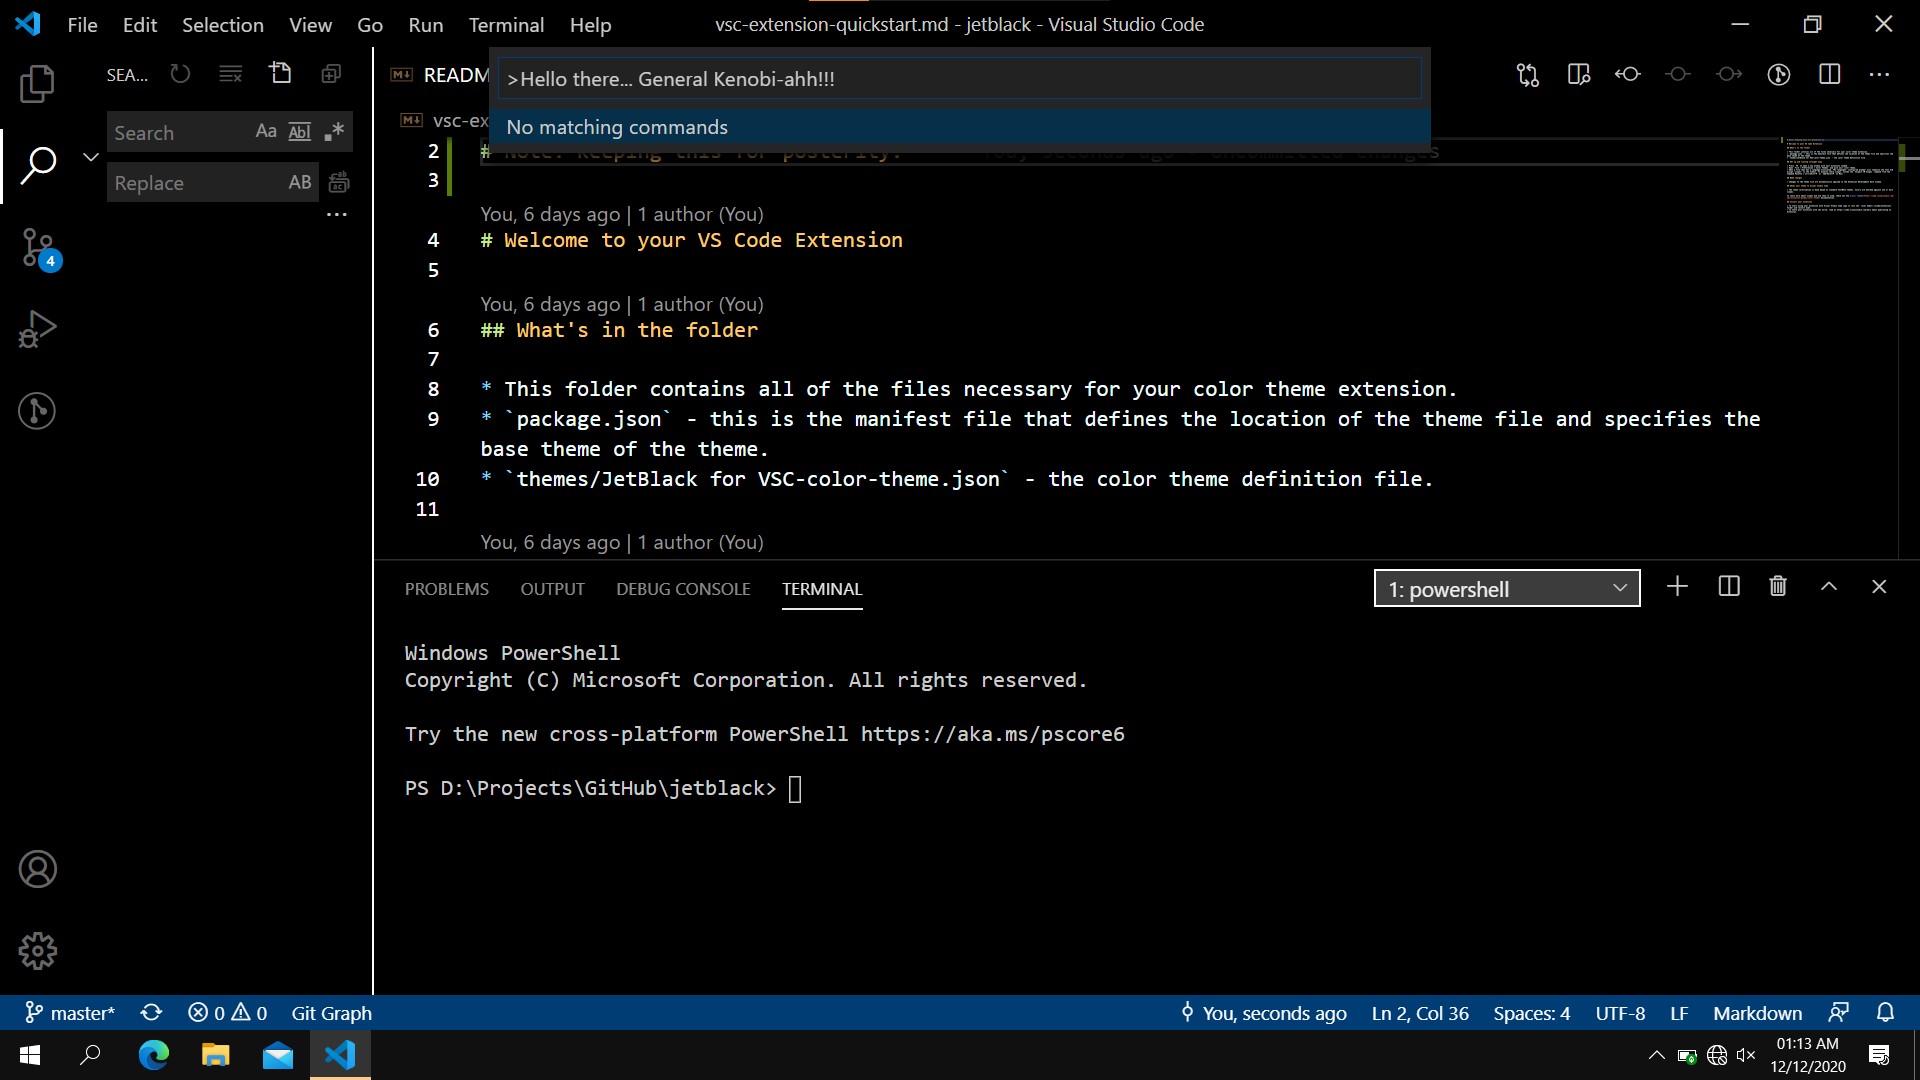 File Edit Selection View Go Run Terminal Help
vsc-extension-quickstart.md - jetblack - Visual Studio Code
SEA...
Search Aa Abl .*
Replace AB
READM
>Hello there... General Kenobi-ahh!!!
No matching commands
vsc-ex
2 # Note: Keeping this for posterity. You, seconds ago • Uncommitted changes
3
You, 6 days ago | 1 author (You)
4 # Welcome to your VS Code Extension
5
You, 6 days ago | 1 author (You)
6 ## What's in the folder
7
8 * This folder contains all of the files necessary for your color theme extension.
9 * `package.json` - this is the manifest file that defines the location of the theme file and specifies the
base theme of the theme.
10 * `themes/JetBlack for VSC-color-theme.json` - the color theme definition file.
11
You, 6 days ago | 1 author (You)
4
PROBLEMS OUTPUT DEBUG CONSOLE TERMINAL
1: powershell
Windows PowerShell
Copyright (C) Microsoft Corporation. All rights reserved.
Try the new cross-platform PowerShell https://aka.ms/pscore6
PS D:\Projects\GitHub\jetblack>
master* 0 0 Git Graph
You, seconds ago Ln 2, Col 36 Spaces: 4 UTF-8 LF Markdown
01:13 AM
12/12/2020